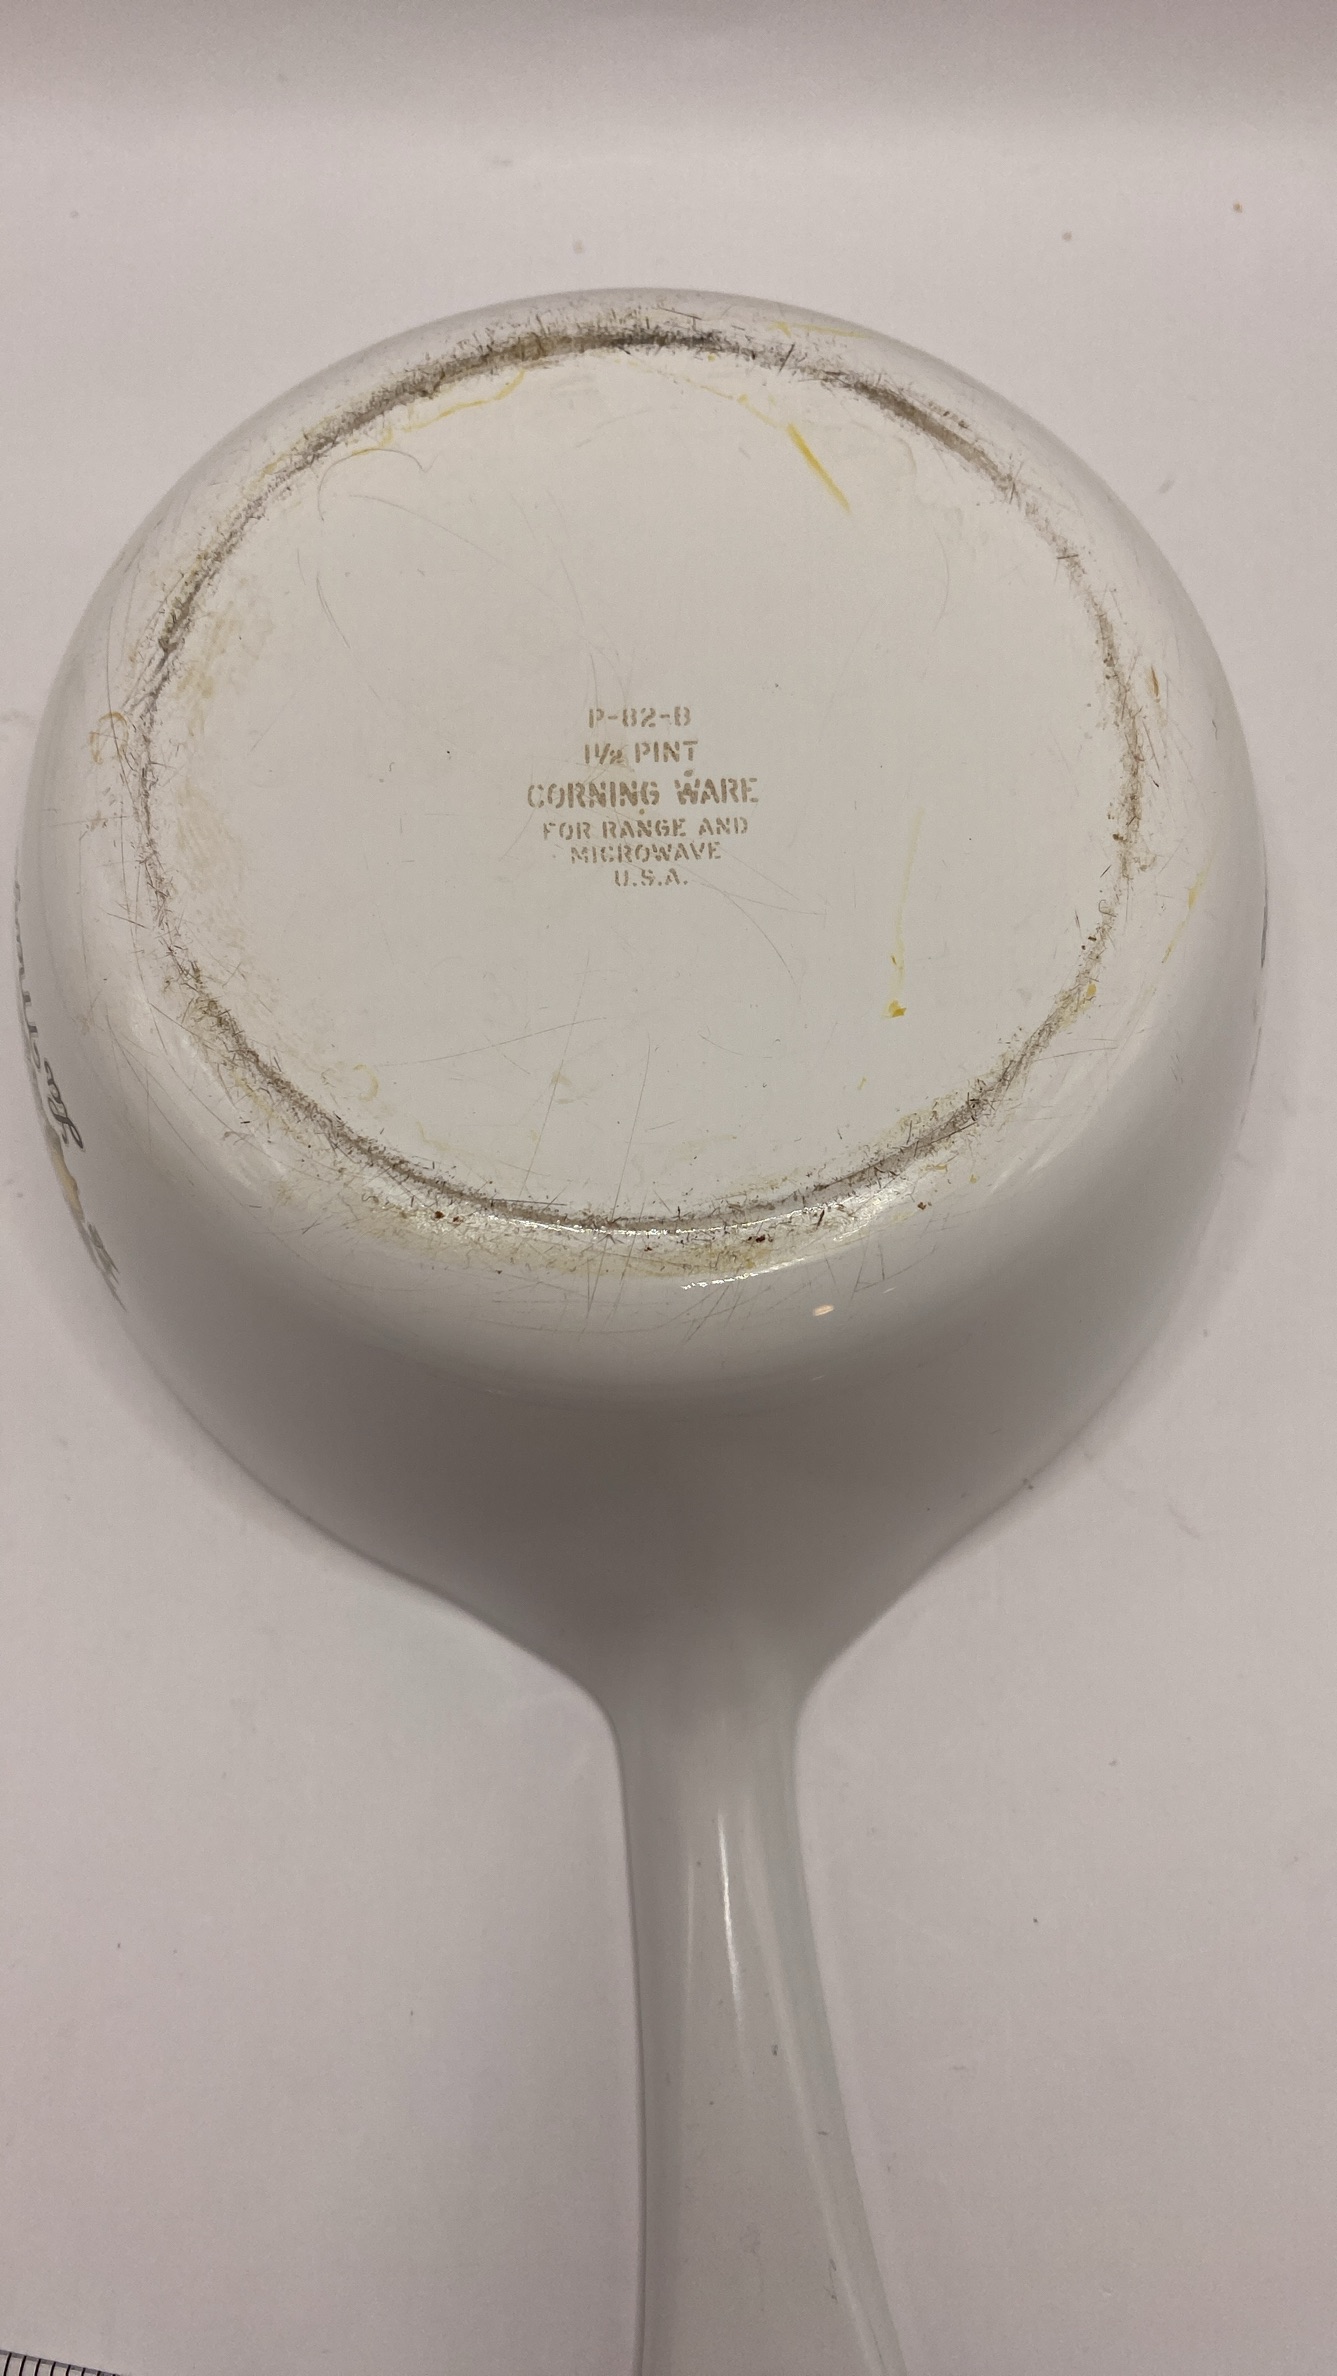 P-82-B
1½ PINT
CORNING WARE
FOR RANGE AND
MICROWAVE
U.S.A.